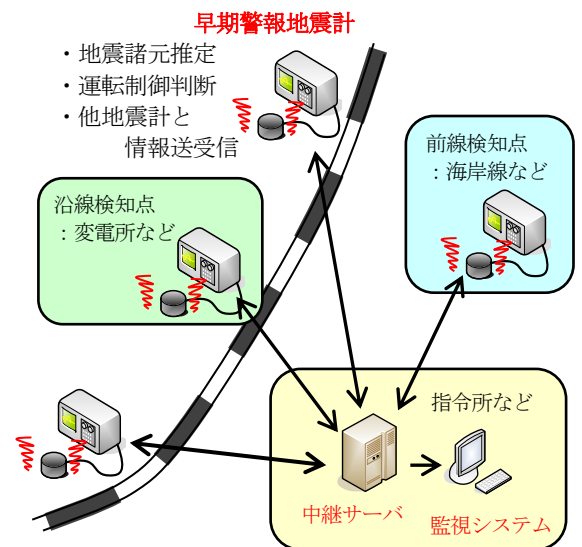 早期警報地震計
・地震諸元推定
・運転制御判断
・他地震計と
情報送受信
前線検知点
：海岸線など
沿線検知点
：変電所など
指令所など
中継サーバ
監視システム